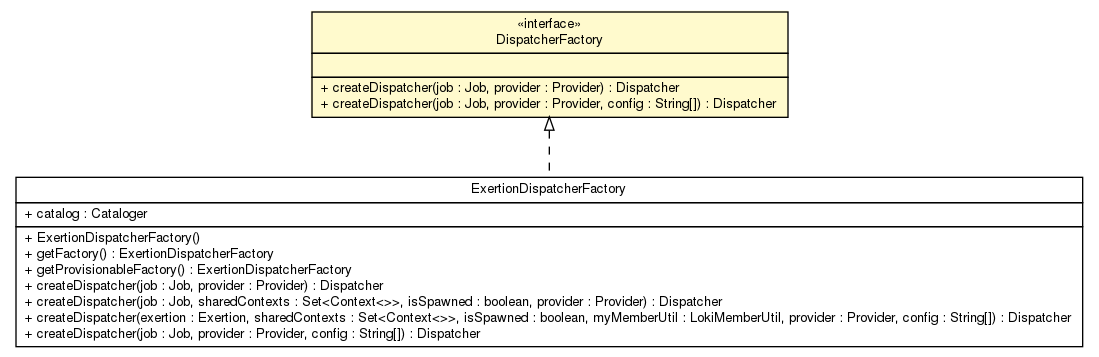 «interface»
DispatcherFactory
+ createDispatcher(job : Job, provider : Provider) : Dispatcher
+ createDispatcher(job : Job, provider : Provider, config : String[]) : Dispatcher
ExertionDispatcherFactory
+ catalog : Cataloger
+ ExertionDispatcherFactory()
+ getFactory() : ExertionDispatcherFactory
+ getProvisionableFactory() : ExertionDispatcherFactory
+ createDispatcher(job : Job, provider : Provider) : Dispatcher
+ createDispatcher(job : Job, sharedContexts : Set<Context<>>, isSpawned : boolean, provider : Provider) : Dispatcher
+ createDispatcher(exertion : Exertion, sharedContexts : Set<Context<>>, isSpawned : boolean, myMemberUtil : LokiMemberUtil, provider : Provider, config : String[]) : Dispatcher
+ createDispatcher(job : Job, provider : Provider, config : String[]) : Dispatcher